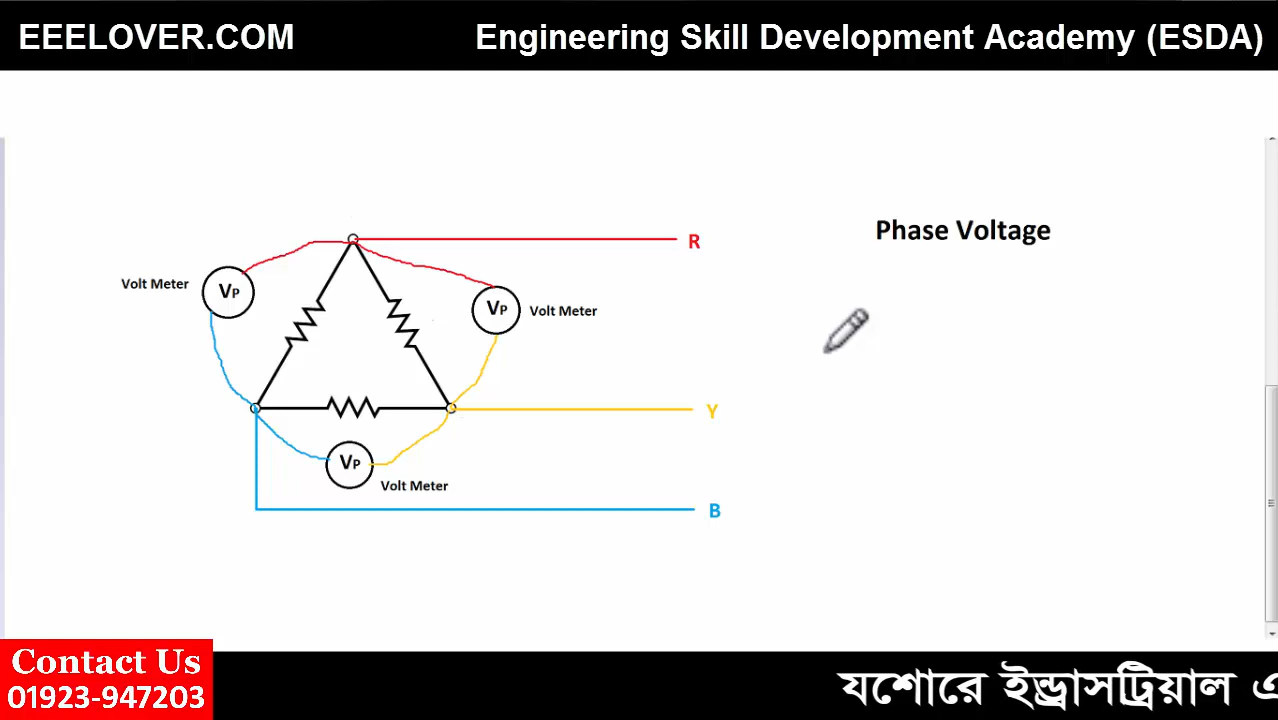 EEELOVER.COM Engineering Skill Development Academy (ESDA)
Phase Voltage
R
Volt Meter
VP
VP
Volt Meter
Y
VP
Volt Meter
B
Contact Us
01923-947203
যশোরে ইন্ড্রাসট্রিয়াল এ